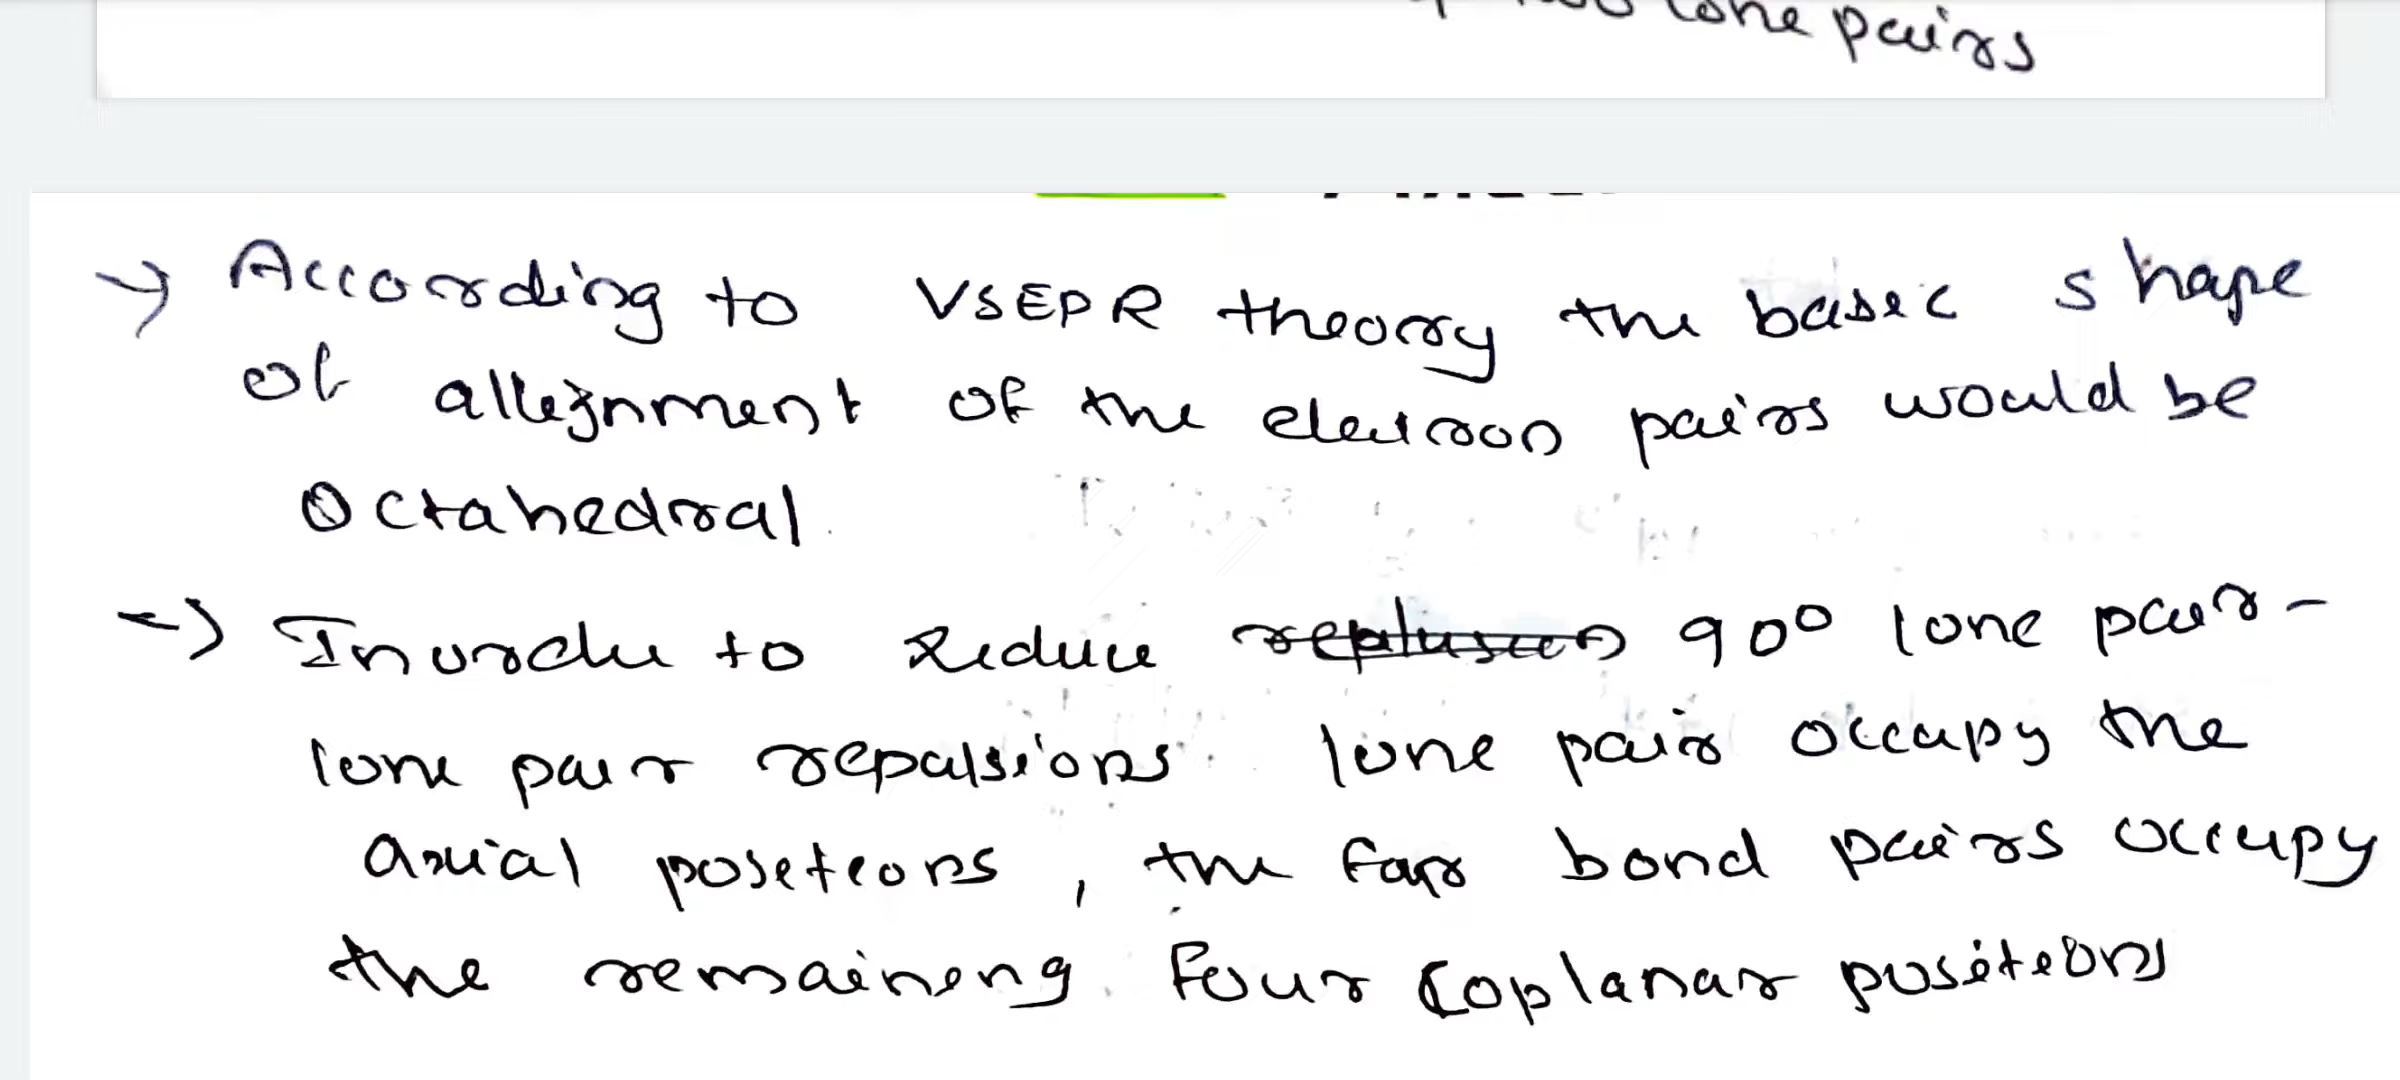 lone pairs
→ According to VSEPR theory the basic shape
of allignment of the electron pairs would be
Octahedral.
→ Inorder to reduce replusion 90° lone pair-
lone pair repulsions. lone pair occupy the
axial positions, the four bond pairs occupy
the remaining four coplanar positions